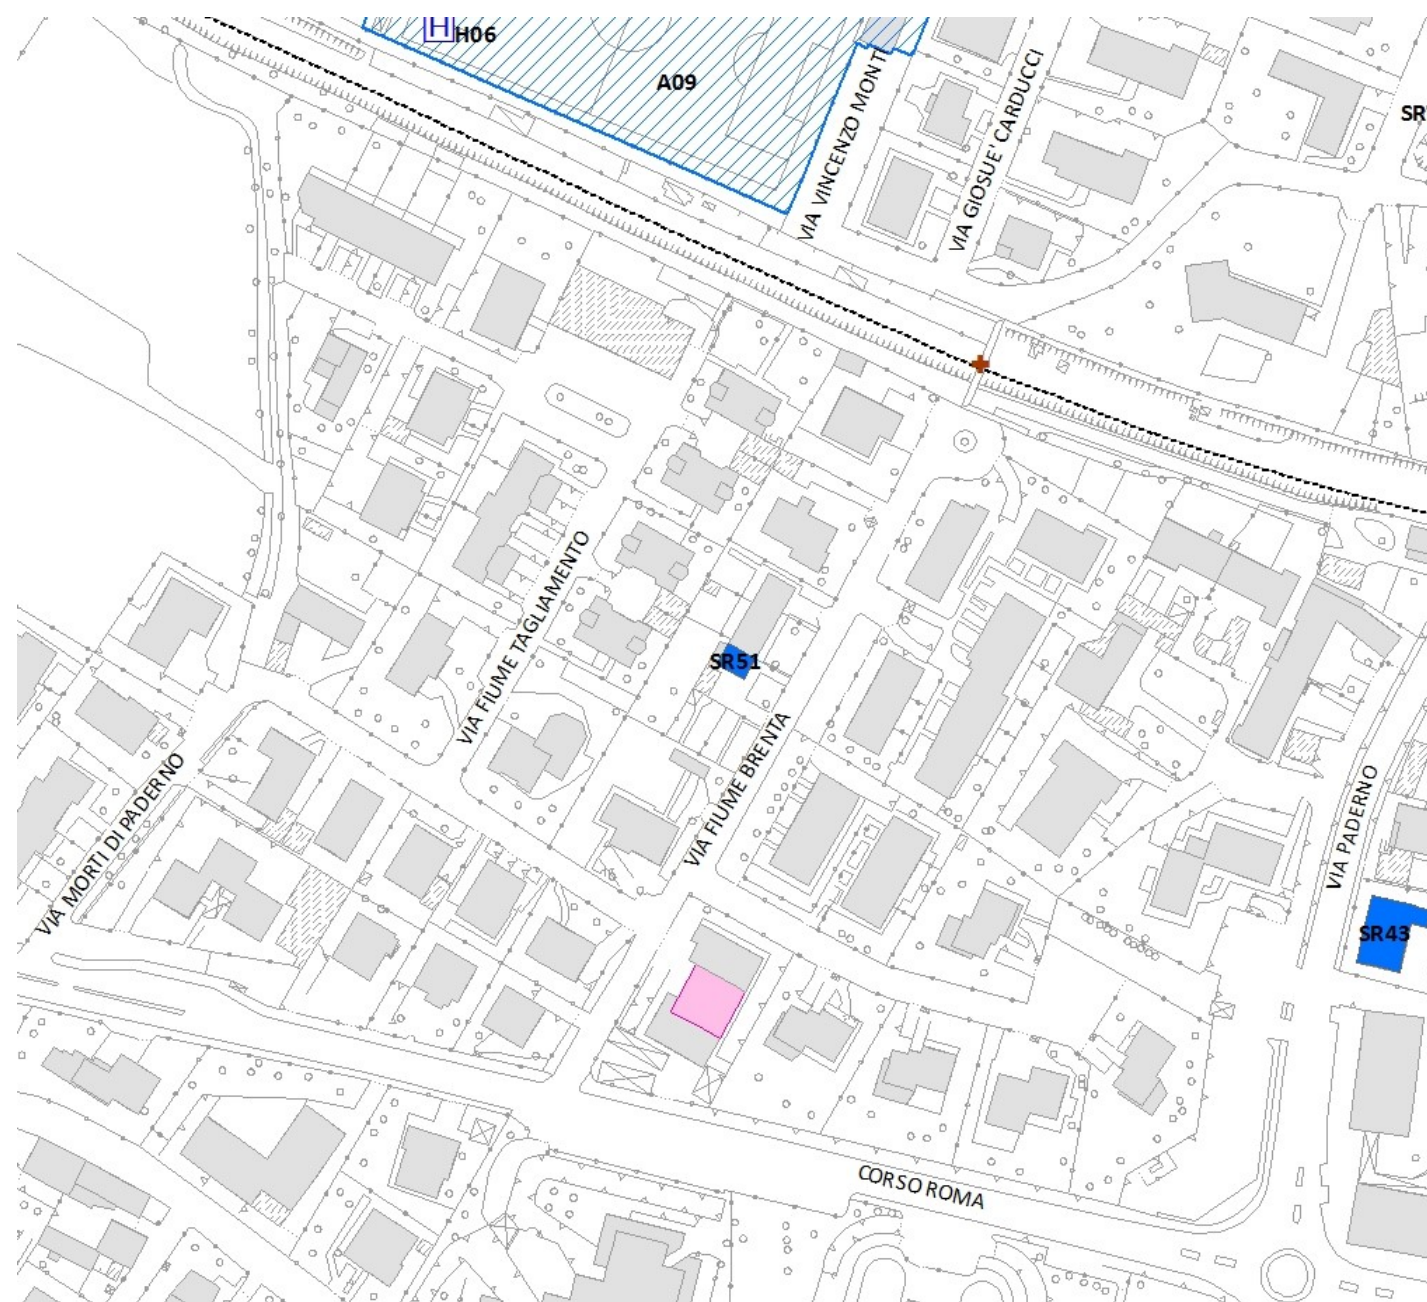 H
H06
A09
SR
VIA VINCENZO MONTI
VIA GIOSUE' CARDUCCI
VIA FIUME TAGLIAMENTO
SR51
VIA FIUME BRENTA
VIA MORTI DI PADERNO
VIA PADERNO
SR43
CORSO ROMA